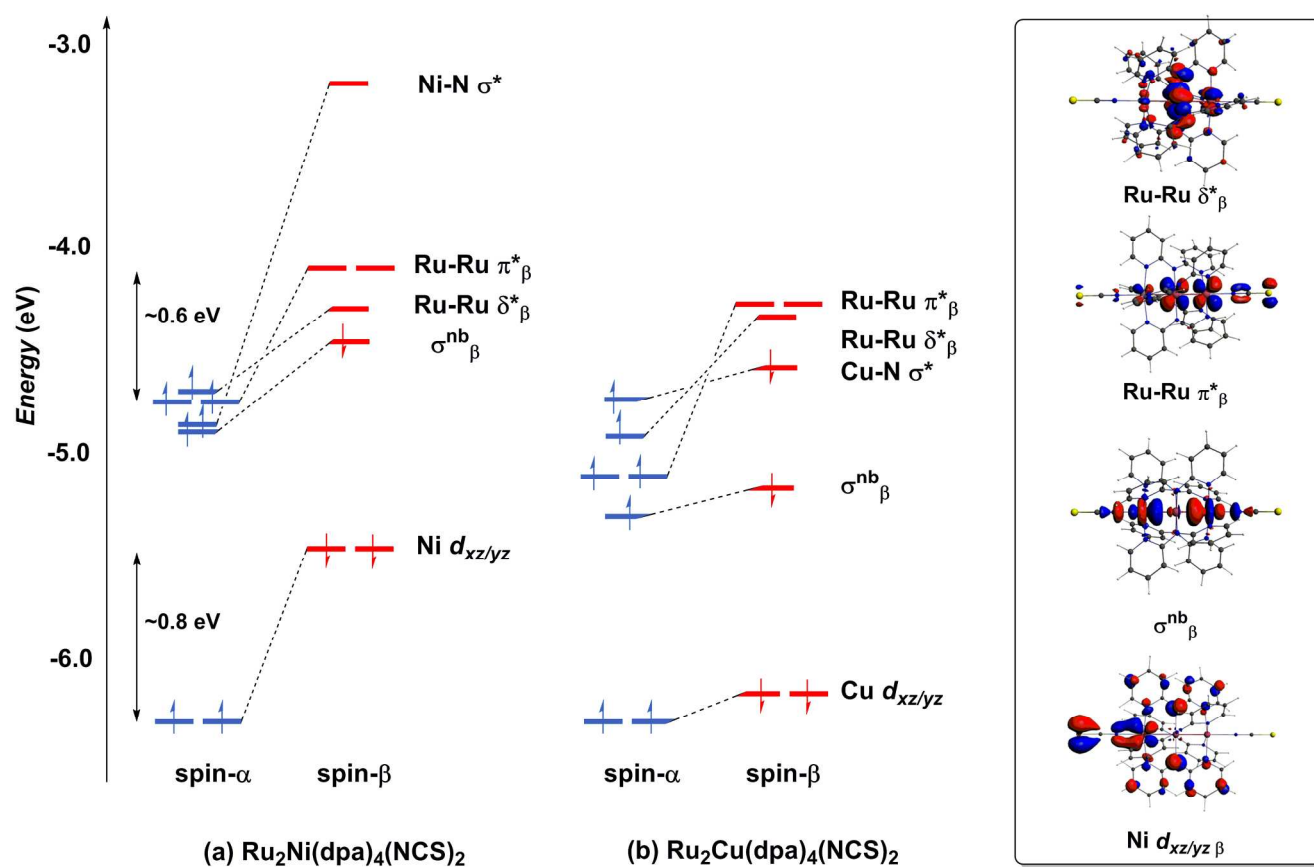 -3.0
-4.0
-5.0
-6.0
Energy (eV)
Ni-N σ*
Ru-Ru π*β
Ru-Ru δ*β
σnbβ
~0.6 eV
Ni dxz/yz
~0.8 eV
spin-α spin-β
(a) Ru2Ni(dpa)4(NCS)2
Ru-Ru π*β
Ru-Ru δ*β
Cu-N σ*
σnbβ
Cu dxz/yz
spin-α spin-β
(b) Ru2Cu(dpa)4(NCS)2
Ru-Ru δ*β
Ru-Ru π*β
σnbβ
Ni dxz/yz β